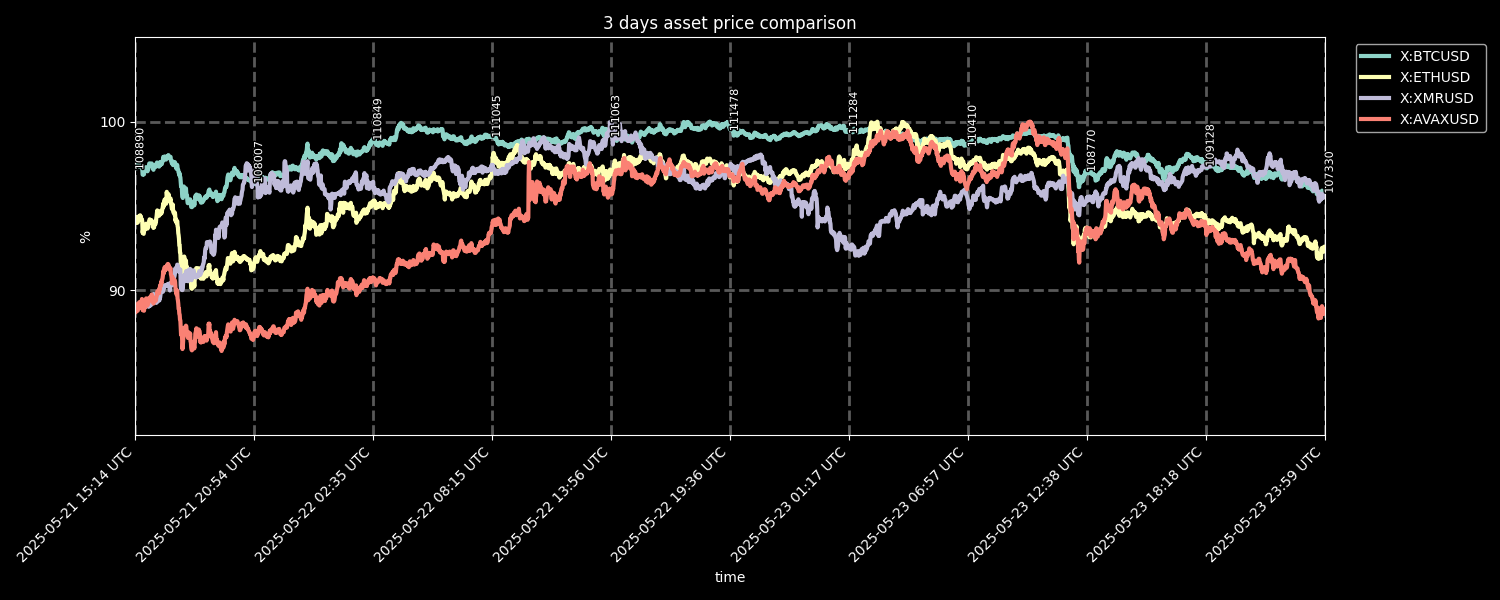 3 days asset price comparison
X:BTCUSD
X:ETHUSD
X:XMRUSD
X:AVAXUSD
100
90
%
108890
108007
110849
111045
111063
111478
111284
110410
108770
109128
107330
2025-05-21 15:14 UTC
2025-05-21 20:54 UTC
2025-05-22 02:35 UTC
2025-05-22 08:15 UTC
2025-05-22 13:56 UTC
2025-05-22 19:36 UTC
2025-05-23 01:17 UTC
2025-05-23 06:57 UTC
2025-05-23 12:38 UTC
2025-05-23 18:18 UTC
2025-05-23 23:59 UTC
time